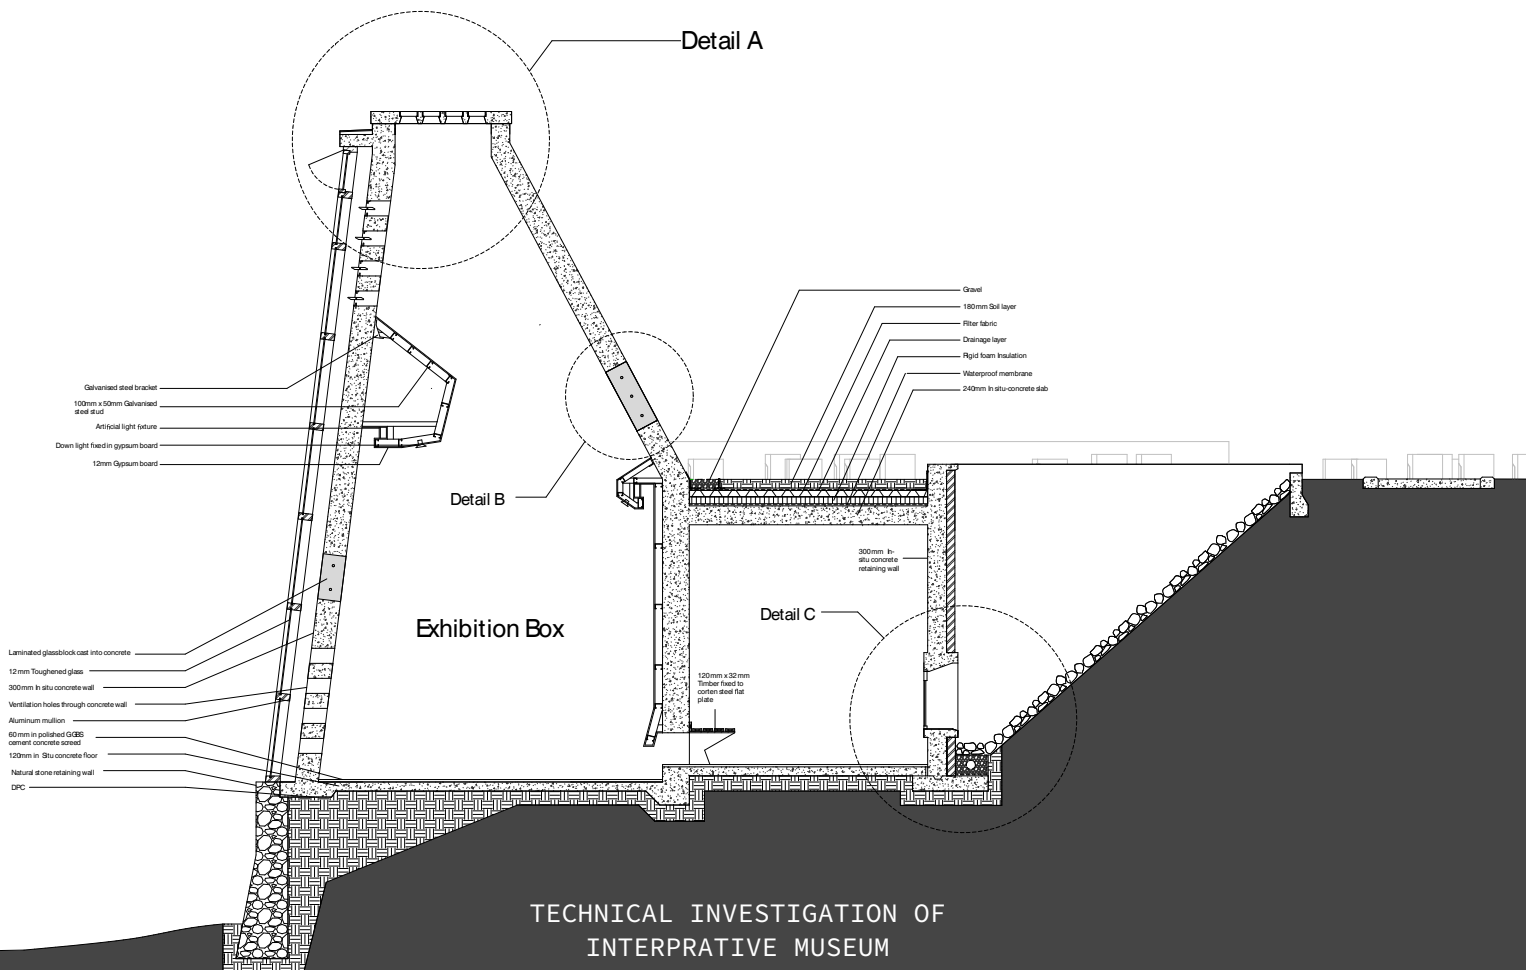 Detail A
Gravel
180mm Soil layer
Filter fabric
Drainage layer
Rigid foam Insulation
Waterproof membrane
240mm In situ-concrete slab
Galvanised steel bracket
100mm x 50mm Galvanised
steel stud
Artificial light fixture
Down light fixed in gypsum board
12mm Gypsum board
Detail B
300mm In-
situ concrete
retaining wall
Detail C
Exhibition Box
Laminated glassblock cast into concrete
12mm Toughened glass
300mm In situ concrete wall
Ventilation holes through concrete wall
Aluminum mullion
60mm in polished GGBS
cement concrete screed
120mm in Situ concrete floor
Natural stone retaining wall
DPC
120mm x 32mm
Timber fixed to
corten steel flat
plate
TECHNICAL INVESTIGATION OF
INTERPRATIVE MUSEUM